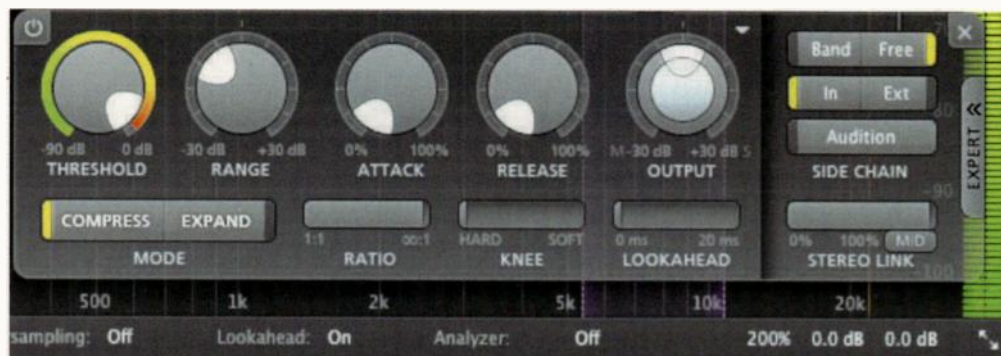 -90 dB 0 dB -30 dB +30 dB 0% 100% 0% 100% M -30 dB +30 dB S
THRESHOLD RANGE ATTACK RELEASE OUTPUT
COMPRESS EXPAND
MODE
1:1 ∞:1
RATIO
HARD SOFT
KNEE
0 ms 20 ms
LOOKAHEAD
Band Free
In Ext
Audition
SIDE CHAIN
0% 100% MID
STEREO LINK
EXPERT
-90
-100
500 1k 2k 5k 10k 20k
sampling: Off Lookahead: On Analyzer: Off 200% 0.0 dB 0.0 dB